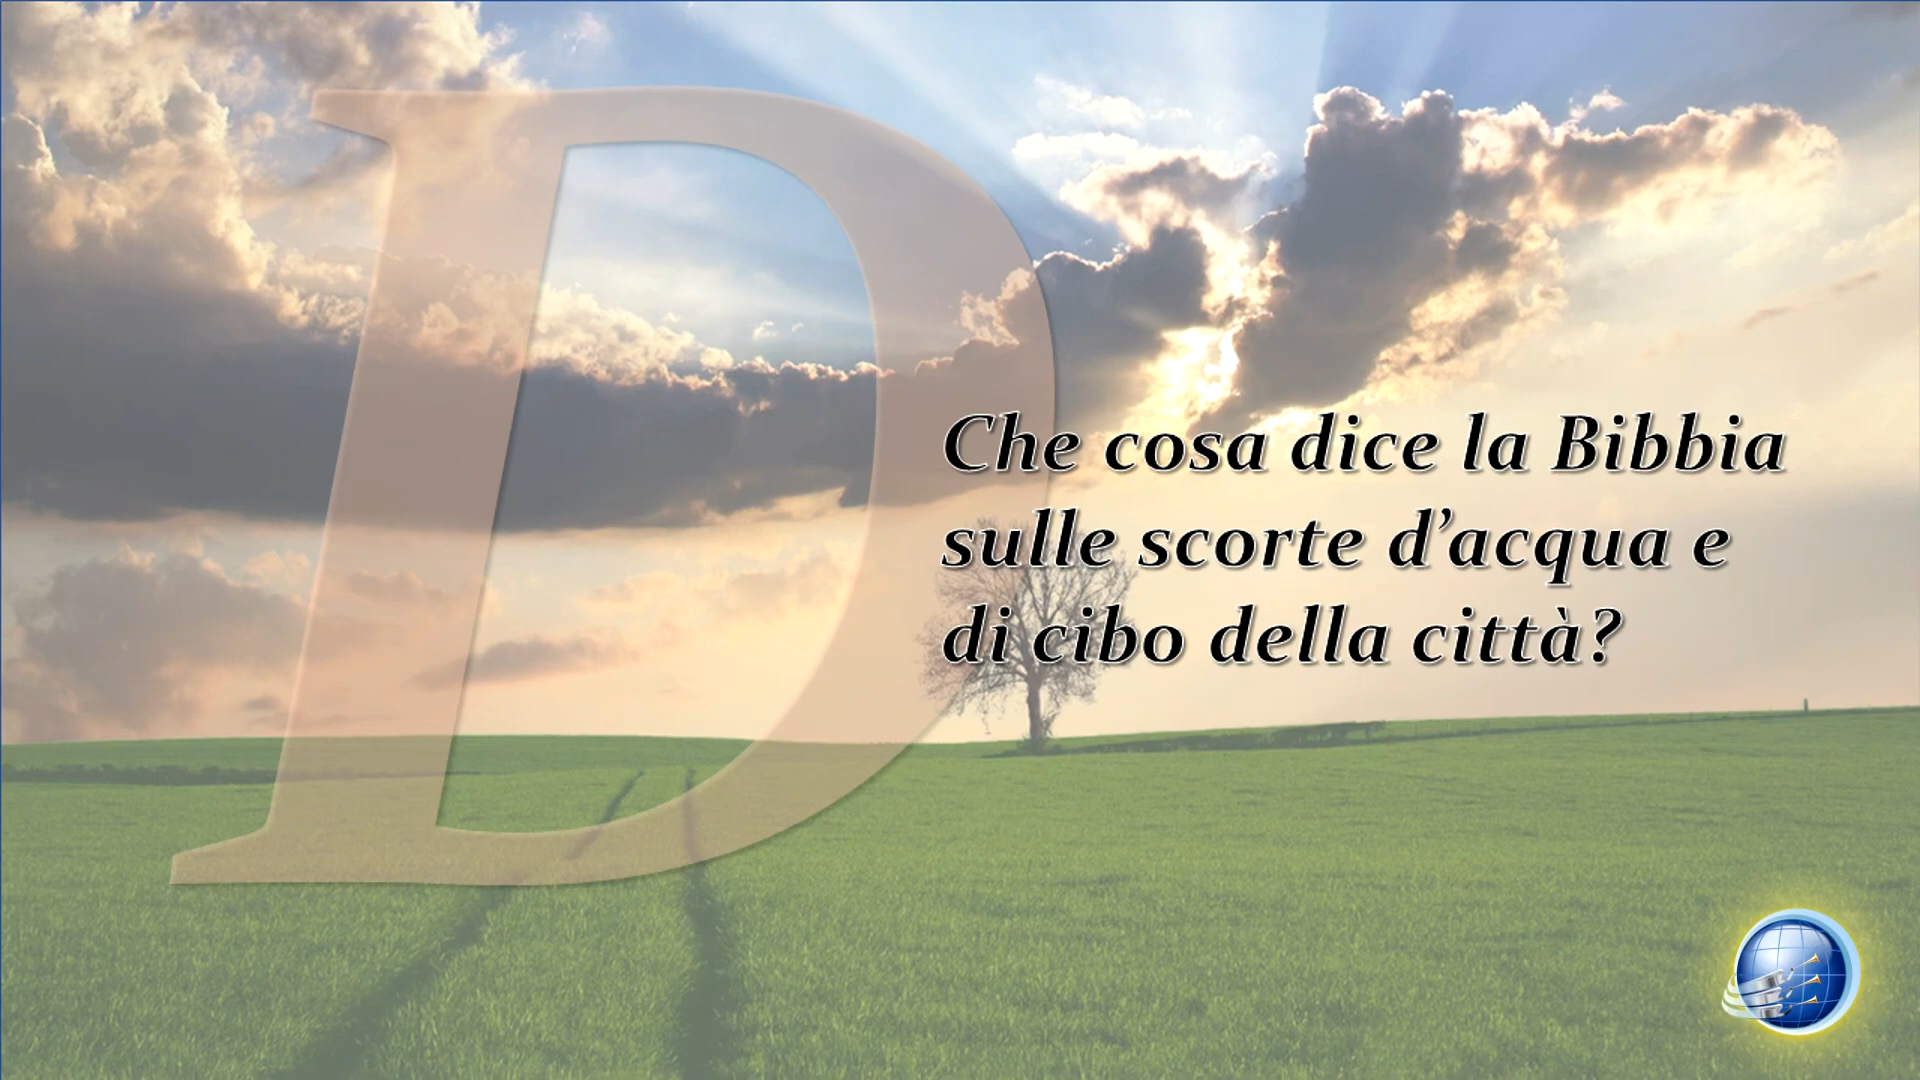 D
Che cosa dice la Bibbia
sulle scorte d’acqua e
di cibo della città?